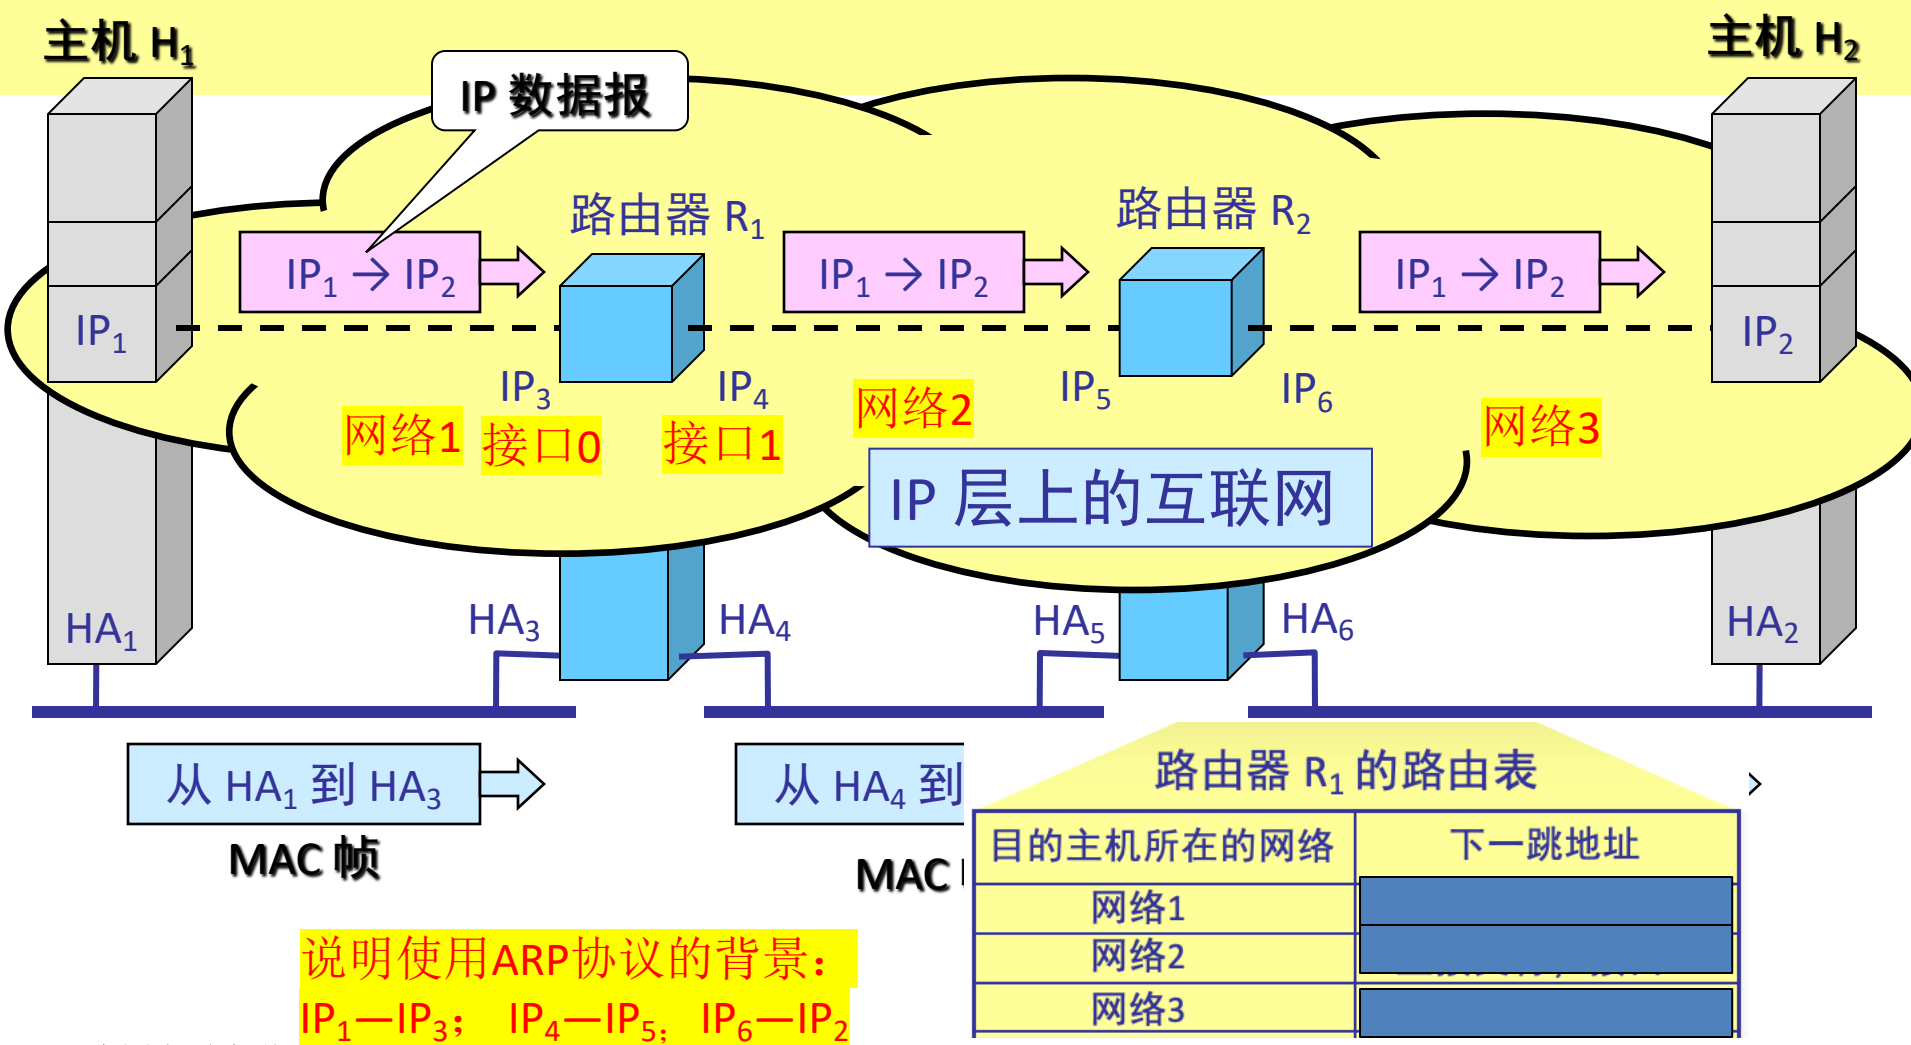 主机 H₁
主机 H₂
IP 数据报
路由器 R₁
路由器 R₂
IP₁ → IP₂
IP₁ → IP₂
IP₁ → IP₂
IP₁
IP₂
IP₃
IP₄
IP₅
IP₆
网络1
接口0
接口1
网络2
网络3
IP 层上的互联网
HA₁
HA₃
HA₄
HA₅
HA₆
HA₂
从 HA₁ 到 HA₃
从 HA₄ 到
MAC 帧
MAC
路由器 R₁ 的路由表
目的主机所在的网络
下一跳地址
网络1
网络2
网络3
说明使用ARP协议的背景：
IP₁—IP₃； IP₄—IP₅； IP₆—IP₂